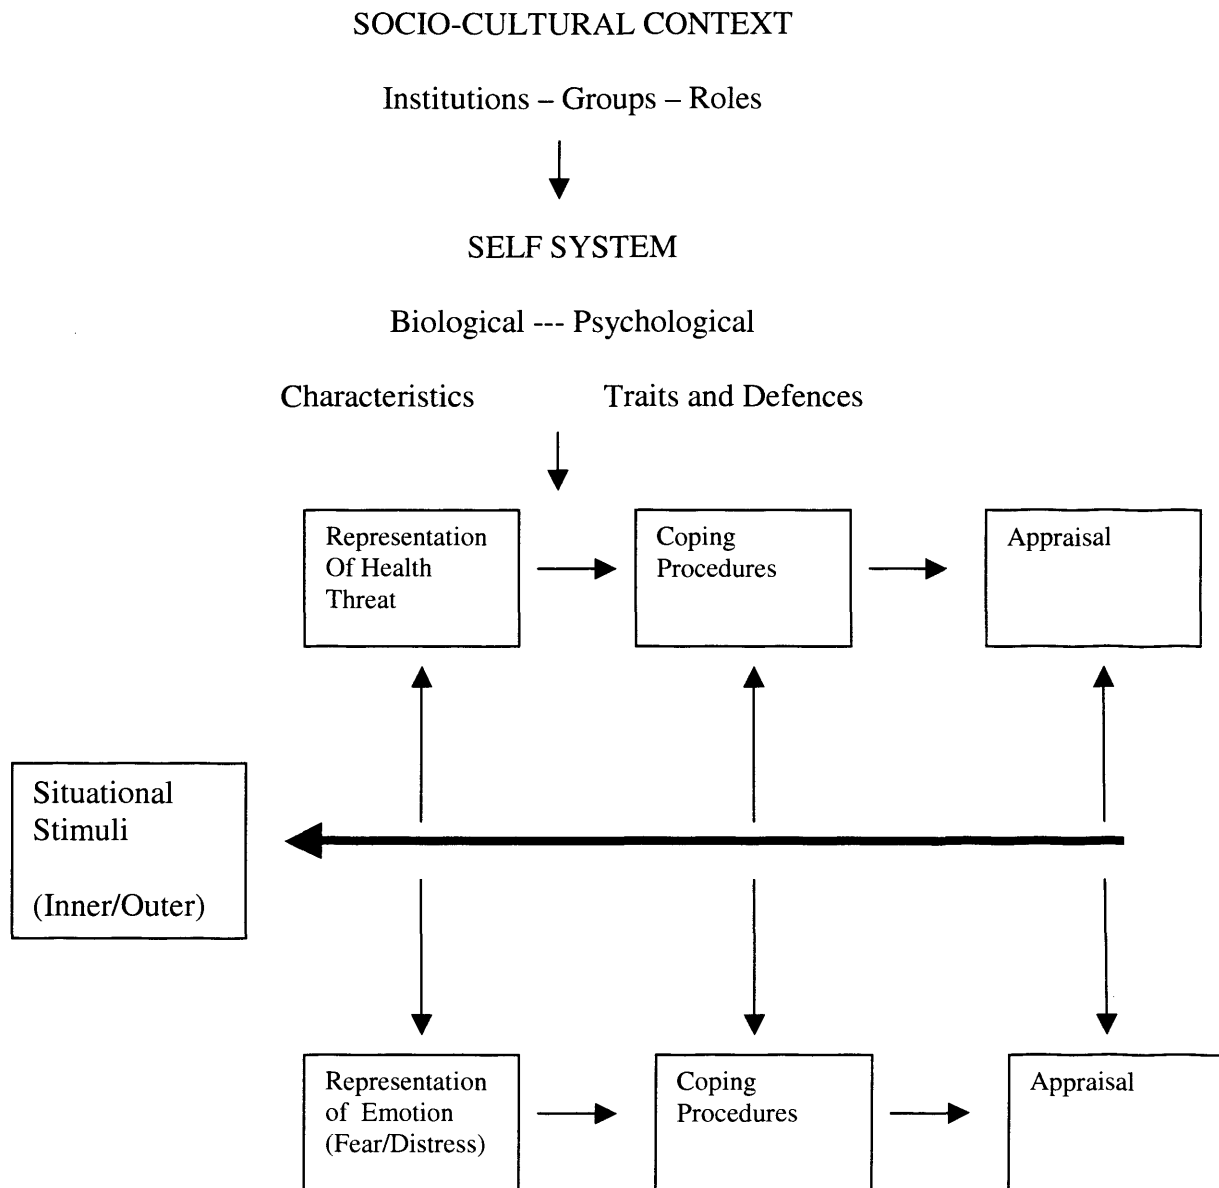 SOCIO-CULTURAL CONTEXT
Institutions – Groups – Roles
SELF SYSTEM
Biological --- Psychological
Characteristics Traits and Defences
Representation
Of Health
Threat
Coping
Procedures
Appraisal
Situational
Stimuli
(Inner/Outer)
Representation
of Emotion
(Fear/Distress)
Coping
Procedures
Appraisal